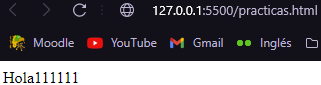 127.0.0.1:5500/practicas.html
Moodle YouTube Gmail Inglés
Hola111111